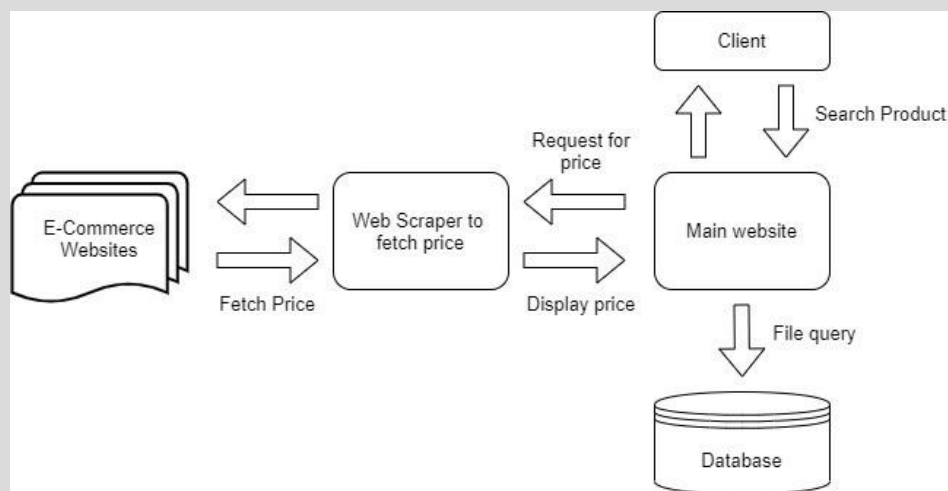 Client
Search Product
Request for
price
E-Commerce
Websites
Web Scraper to
fetch price
Main website
Fetch Price
Display price
File query
Database